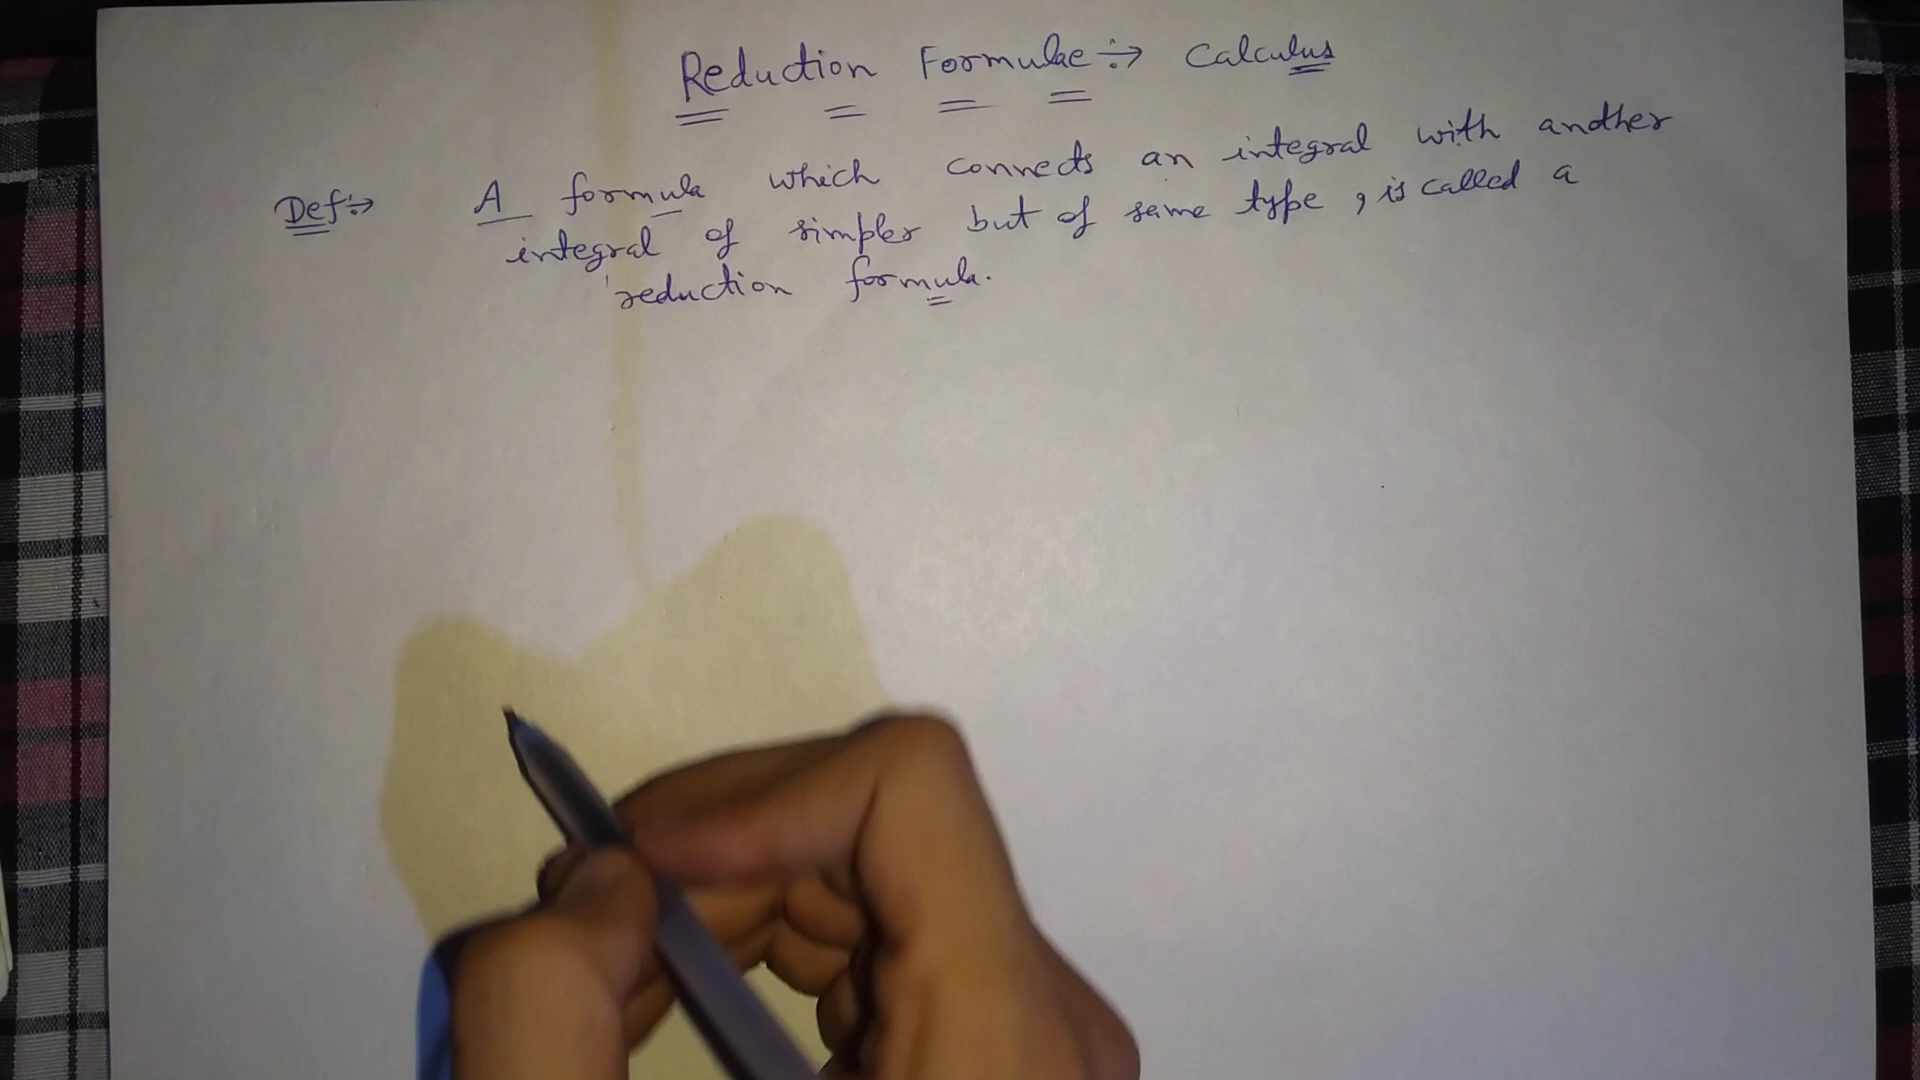 Reduction Formulae :→ Calculus
Def :→ A formula which connects an integral with another
integral of simpler but of same type, is called a
reduction formula.